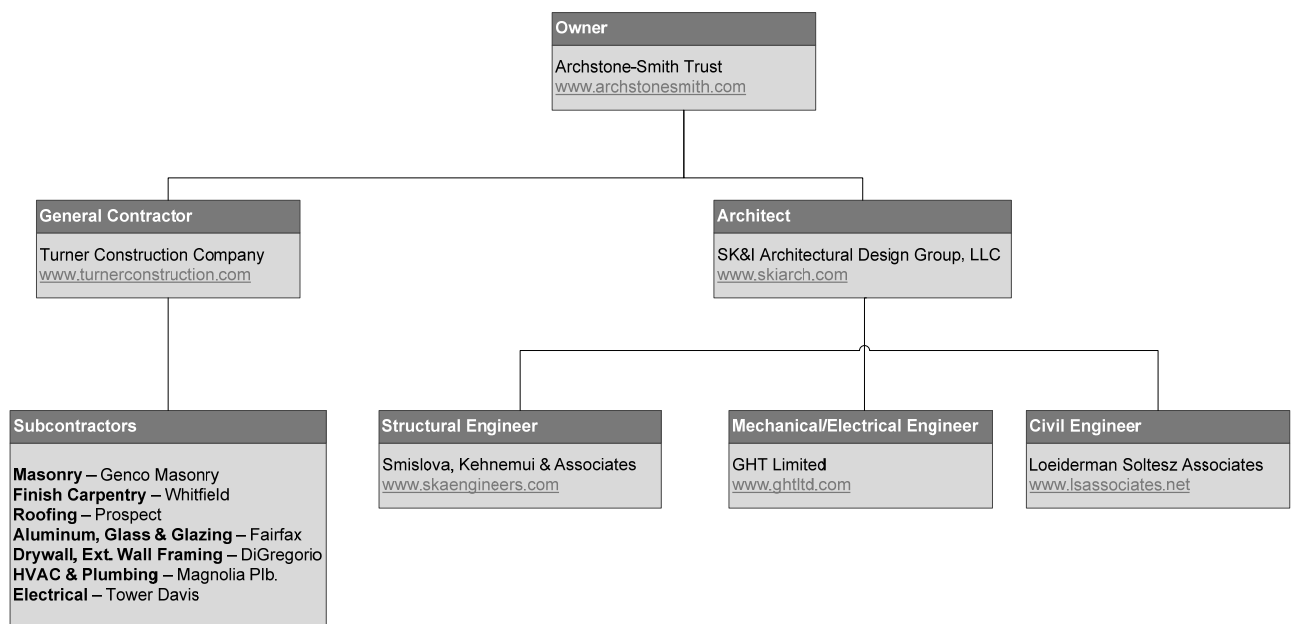 Owner
Archstone-Smith Trust
www.archstonesmith.com
General Contractor
Turner Construction Company
www.turnerconstruction.com
Architect
SK&I Architectural Design Group, LLC
www.skiarch.com
Subcontractors
Masonry – Genco Masonry
Finish Carpentry – Whitfield
Roofing – Prospect
Aluminum, Glass & Glazing – Fairfax
Drywall, Ext. Wall Framing – DiGregorio
HVAC & Plumbing – Magnolia Plb.
Electrical – Tower Davis
Structural Engineer
Smislova, Kehnemui & Associates
www.skaengineers.com
Mechanical/Electrical Engineer
GHT Limited
www.ghtltd.com
Civil Engineer
Loeiderman Soltesz Associates
www.lsassociates.net